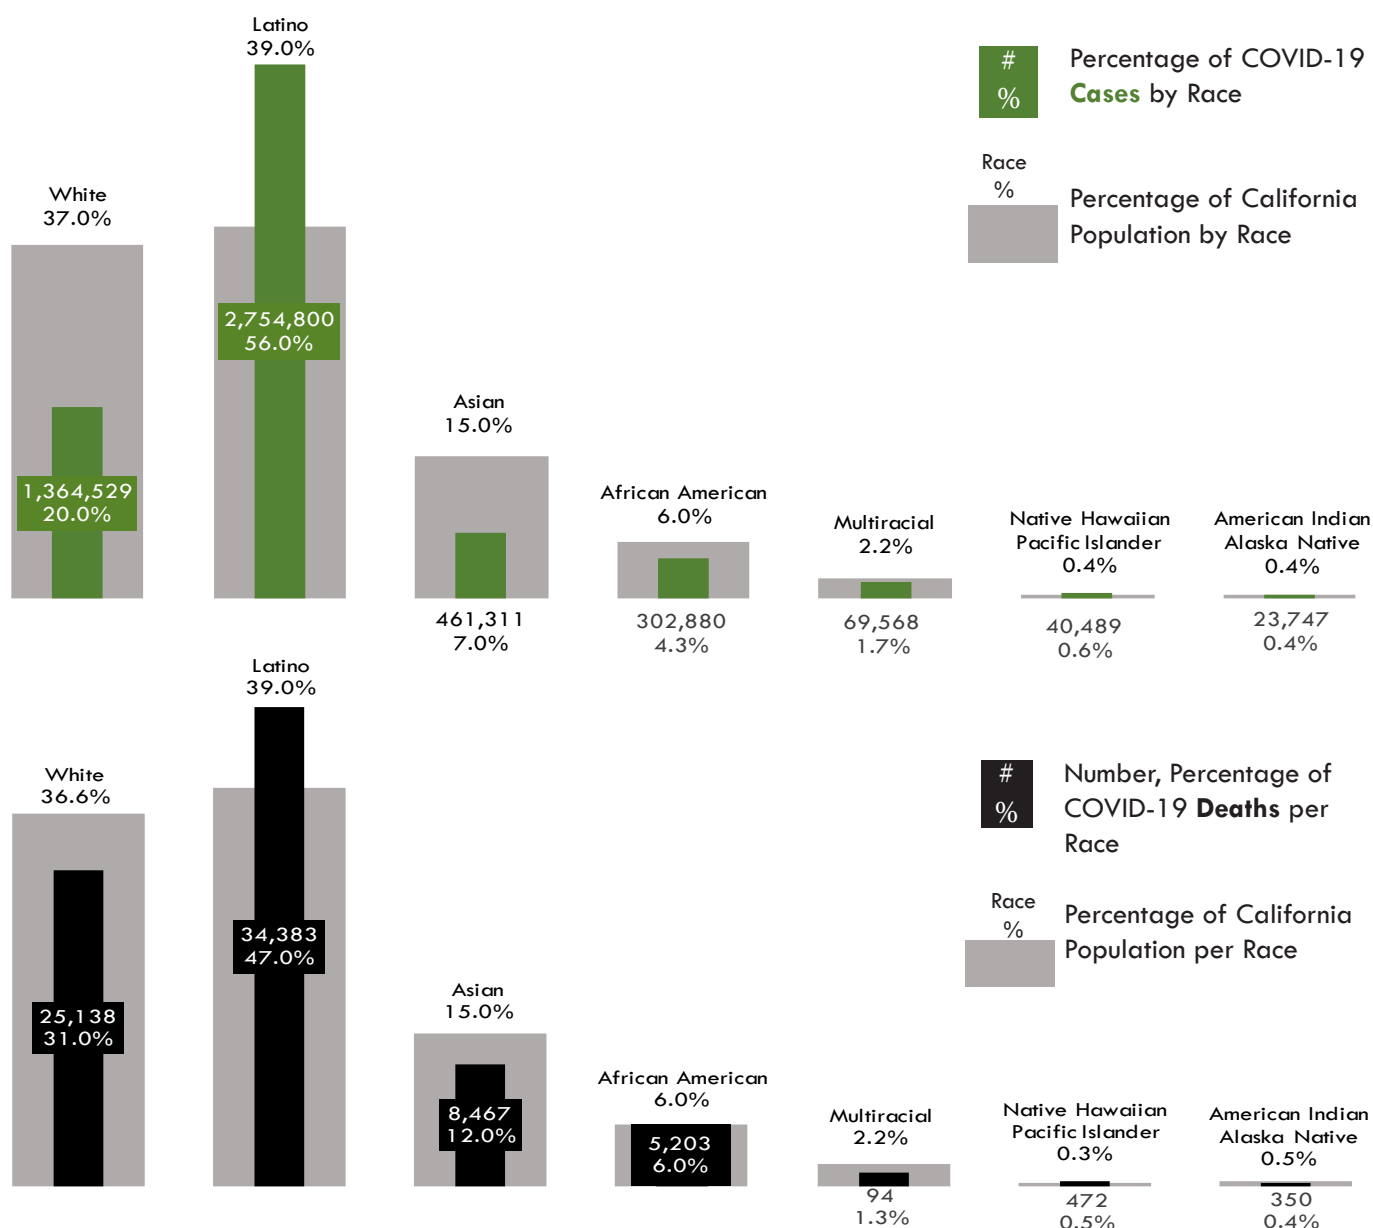 Latino
39.0%
White
37.0%
2,754,800
56.0%
1,364,529
20.0%
Asian
15.0%
461,311
7.0%
African American
6.0%
302,880
4.3%
Multiracial
2.2%
69,568
1.7%
Native Hawaiian
Pacific Islander
0.4%
40,489
0.6%
American Indian
Alaska Native
0.4%
23,747
0.4%
#
%
Percentage of COVID-19
Cases by Race
Race
%
Percentage of California
Population by Race
Latino
39.0%
White
36.6%
34,383
47.0%
25,138
31.0%
Asian
15.0%
8,467
12.0%
African American
6.0%
5,203
6.0%
Multiracial
2.2%
94
1.3%
Native Hawaiian
Pacific Islander
0.3%
472
0.5%
American Indian
Alaska Native
0.5%
350
0.4%
#
%
Number, Percentage of
COVID-19 Deaths per
Race
Race
%
Percentage of California
Population per Race